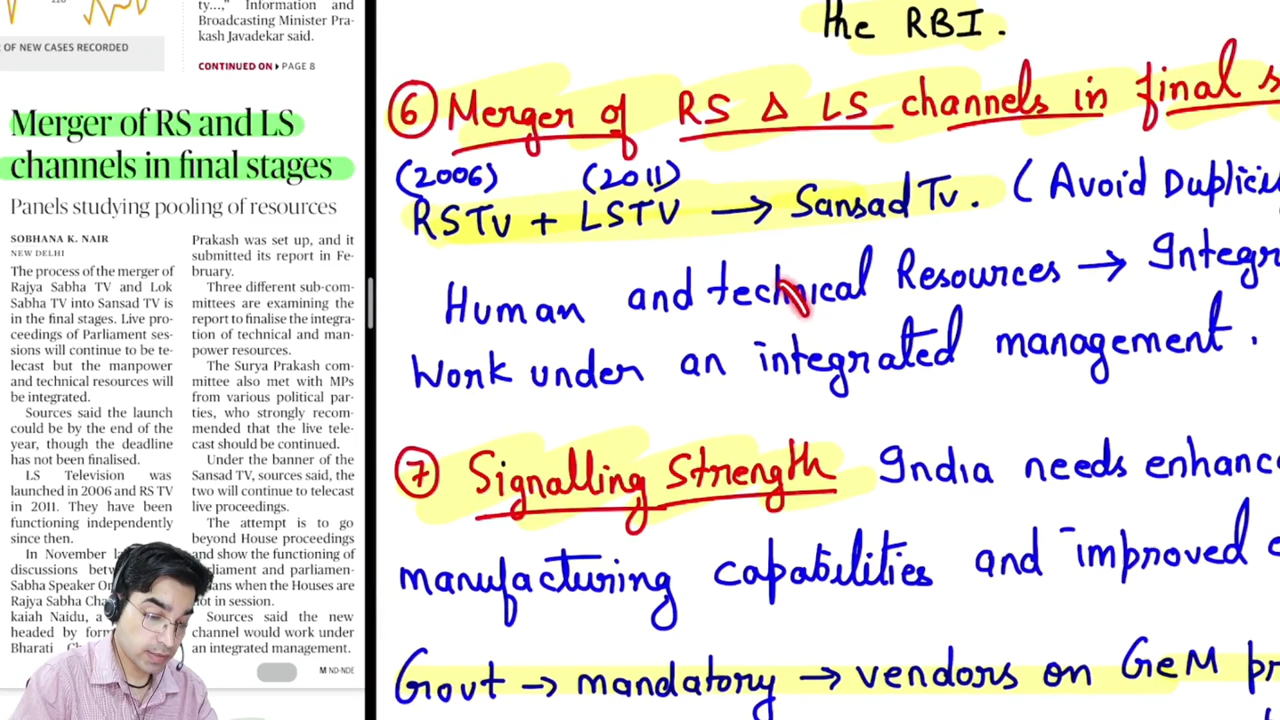 226
OF NEW CASES RECORDED
ty...,” Information and
Broadcasting Minister Pra-
kash Javadekar said.
CONTINUED ON ▸ PAGE 8
Merger of RS and LS
channels in final stages
Panels studying pooling of resources
SOBHANA K. NAIR
NEW DELHI
The process of the merger of
Rajya Sabha TV and Lok
Sabha TV into Sansad TV is
in the final stages. Live pro-
ceedings of Parliament ses-
sions will continue to be te-
lecast but the manpower
and technical resources will
be integrated.
Sources said the launch
could be by the end of the
year, though the deadline
has not been finalised.
LS Television was
launched in 2006 and RS TV
in 2011. They have been
functioning independently
since then.
In November
discussions
Sabha Speaker
Rajya Sabha
kaiah Naidu, a
headed by
Bharati
Prakash was set up, and it
submitted its report in Fe-
bruary.
Three different sub-com-
mittees are examining the
report to finalise the integra-
tion of technical and man-
power resources.
The Surya Prakash com-
mittee also met with MPs
from various political par-
ties, who strongly recom-
mended that the live tele-
cast should be continued.
Under the banner of the
Sansad TV, sources said, the
two will continue to telecast
live proceedings.
The attempt is to go
beyond House proceedings
and show the functioning of
and parliamen-
when the Houses are
not in session.
Sources said the new
channel would work under
an integrated management.
M ND-NDE
the RBI.
6 Merger of RS Δ LS channels in final s
(2006) (2011)
RSTv + LSTV → Sansad Tv. (Avoid Duplici
Human and technical Resources → Integr
Work under an integrated management.
7 Signalling Strength India needs enhance
manufacturing capabilities and improved
Govt → mandatory → vendors on GeM pr